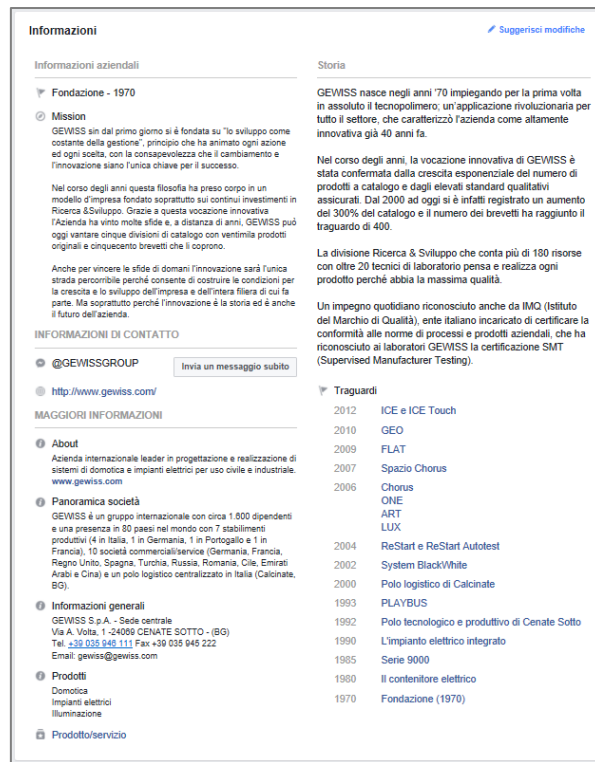 Informazioni
Suggerisci modifiche
Informazioni aziendali
Fondazione - 1970
Mission
GEWISS sin dal primo giorno si è fondata su "lo sviluppo come
costante della gestione", principio che ha animato ogni azione
ed ogni scelta, con la consapevolezza che il cambiamento e
l'innovazione siano l'unica chiave per il successo.
Nel corso degli anni questa filosofia ha preso corpo in un
modello d'impresa fondato soprattutto sui continui investimenti in
Ricerca &Sviluppo. Grazie a questa vocazione innovativa
l'Azienda ha vinto molte sfide e, a distanza di anni, GEWISS può
oggi vantare cinque divisioni di catalogo con ventimila prodotti
originali e cinquecento brevetti che li coprono.
Anche per vincere le sfide di domani l'innovazione sarà l'unica
strada percorribile perché consente di costruire le condizioni per
la crescita e lo sviluppo dell'impresa e dell'intera filiera di cui fa
parte. Ma soprattutto perché l'innovazione è la storia ed è anche
il futuro dell'azienda.
INFORMAZIONI DI CONTATTO
@GEWISSGROUP
Invia un messaggio subito
http://www.gewiss.com/
MAGGIORI INFORMAZIONI
About
Azienda internazionale leader in progettazione e realizzazione di
sistemi di domotica e impianti elettrici per uso civile e industriale.
www.gewiss.com
Panoramica società
GEWISS è un gruppo internazionale con circa 1.600 dipendenti
e una presenza in 80 paesi nel mondo con 7 stabilimenti
produttivi (4 in Italia, 1 in Germania, 1 in Portogallo e 1 in
Francia), 10 società commerciali/service (Germania, Francia,
Regno Unito, Spagna, Turchia, Russia, Romania, Cile, Emirati
Arabi e Cina) e un polo logistico centralizzato in Italia (Calcinate,
BG).
Informazioni generali
GEWISS S.p.A. - Sede centrale
Via A. Volta, 1 -24069 CENATE SOTTO - (BG)
Tel. +39 035 946 111 Fax +39 035 945 222
Email: gewiss@gewiss.com
Prodotti
Domotica
Impianti elettrici
Illuminazione
Prodotto/servizio
Storia
GEWISS nasce negli anni '70 impiegando per la prima volta
in assoluto il tecnopolimero; un'applicazione rivoluzionaria per
tutto il settore, che caratterizzò l'azienda come altamente
innovativa già 40 anni fa.
Nel corso degli anni, la vocazione innovativa di GEWISS è
stata confermata dalla crescita esponenziale del numero di
prodotti a catalogo e dagli elevati standard qualitativi
assicurati. Dal 2000 ad oggi si è infatti registrato un aumento
del 300% del catalogo e il numero dei brevetti ha raggiunto il
traguardo di 400.
La divisione Ricerca & Sviluppo che conta più di 180 risorse
con oltre 20 tecnici di laboratorio pensa e realizza ogni
prodotto perché abbia la massima qualità.
Un impegno quotidiano riconosciuto anche da IMQ (Istituto
del Marchio di Qualità), ente italiano incaricato di certificare la
conformità alle norme di processi e prodotti aziendali, che ha
riconosciuto ai laboratori GEWISS la certificazione SMT
(Supervised Manufacturer Testing).
Traguardi
2012 ICE e ICE Touch
2010 GEO
2009 FLAT
2007 Spazio Chorus
2006 Chorus
ONE
ART
LUX
2004 ReStart e ReStart Autotest
2002 System BlackWhite
2000 Polo logistico di Calcinate
1993 PLAYBUS
1992 Polo tecnologico e produttivo di Cenate Sotto
1990 L'impianto elettrico integrato
1985 Serie 9000
1980 Il contenitore elettrico
1970 Fondazione (1970)